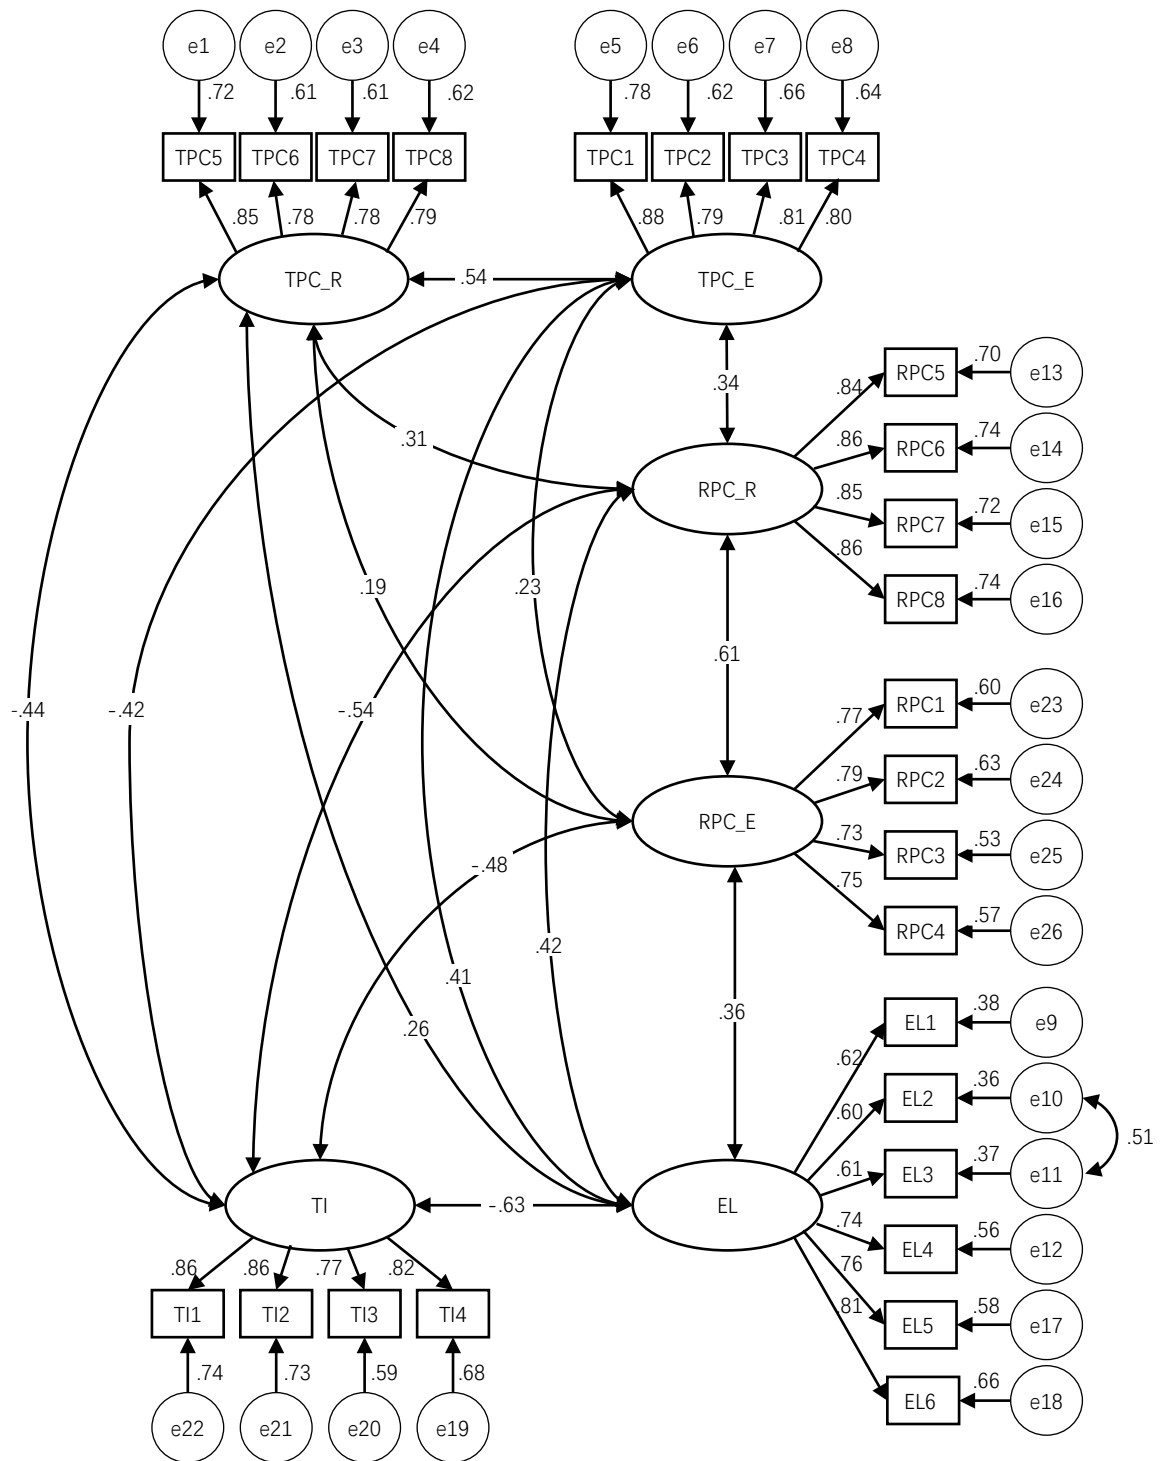 e1 e2 e3 e4 e5 e6 e7 e8
.72 .61 .61 .62 .78 .62 .66 .64
TPC5 TPC6 TPC7 TPC8 TPC1 TPC2 TPC3 TPC4
.85 .78 .78 .79 .88 .79 .81 .80
TPC_R .54 TPC_E
.34
.31
RPC_R
.84 RPC5 .70 e13
.86 RPC6 .74 e14
.85 RPC7 .72 e15
.86 RPC8 .74 e16
.19 .23
.61
-.44 -.42 -.54
RPC_E
.77 RPC1 .60 e23
.79 RPC2 .63 e24
.73 RPC3 .53 e25
.75 RPC4 .57 e26
-.48
.42
.41
.26
.36
TI -.63 EL
.62 EL1 .38 e9
.60 EL2 .36 e10
.51
.61 EL3 .37 e11
.74 EL4 .56 e12
.76 EL5 .58 e17
.81 EL6 .66 e18
.86 .86 .77 .82
TI1 TI2 TI3 TI4
.74 .73 .59 .68
e22 e21 e20 e19